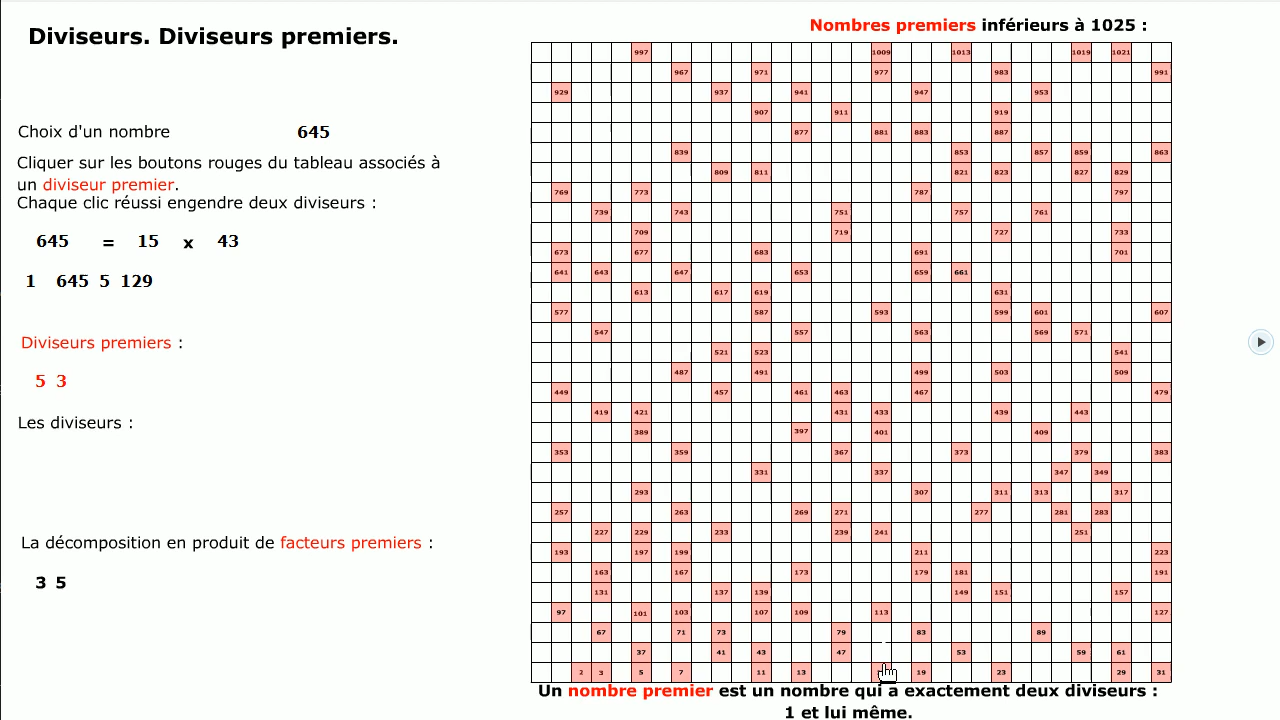 Diviseurs. Diviseurs premiers.
Choix d'un nombre 645
Cliquer sur les boutons rouges du tableau associés à
un diviseur premier.
Chaque clic réussi engendre deux diviseurs :
645 = 15 x 43
1 645 5 129
Diviseurs premiers :
5 3
Les diviseurs :
La décomposition en produit de facteurs premiers :
3 5
Nombres premiers inférieurs à 1025 :
997 1009 1013 1019 1021
967 971 977 983 991
929 937 941 947 953
907 911 919
877 881 883 887
839 853 857 859 863
809 811 821 823 827 829
769 773 787 797
739 743 751 757 761
709 719 727 733
673 677 683 691 701
641 643 647 653 659 661
613 617 619 631
577 587 593 599 601 607
547 557 563 569 571
521 523 541
487 491 499 503 509
449 457 461 463 467 479
419 421 431 433 439 443
389 397 401 409
353 359 367 373 379 383
331 337 347 349
293 307 311 313 317
257 263 269 271 277 281 283
227 229 233 239 241 251
193 197 199 211 223
163 167 173 179 181 191
131 137 139 149 151 157
97 101 103 107 109 113 127
67 71 73 79 83 89
37 41 43 47 53 59 61
2 3 5 7 11 13 19 23 29 31
Un nombre premier est un nombre qui a exactement deux diviseurs :
1 et lui même.